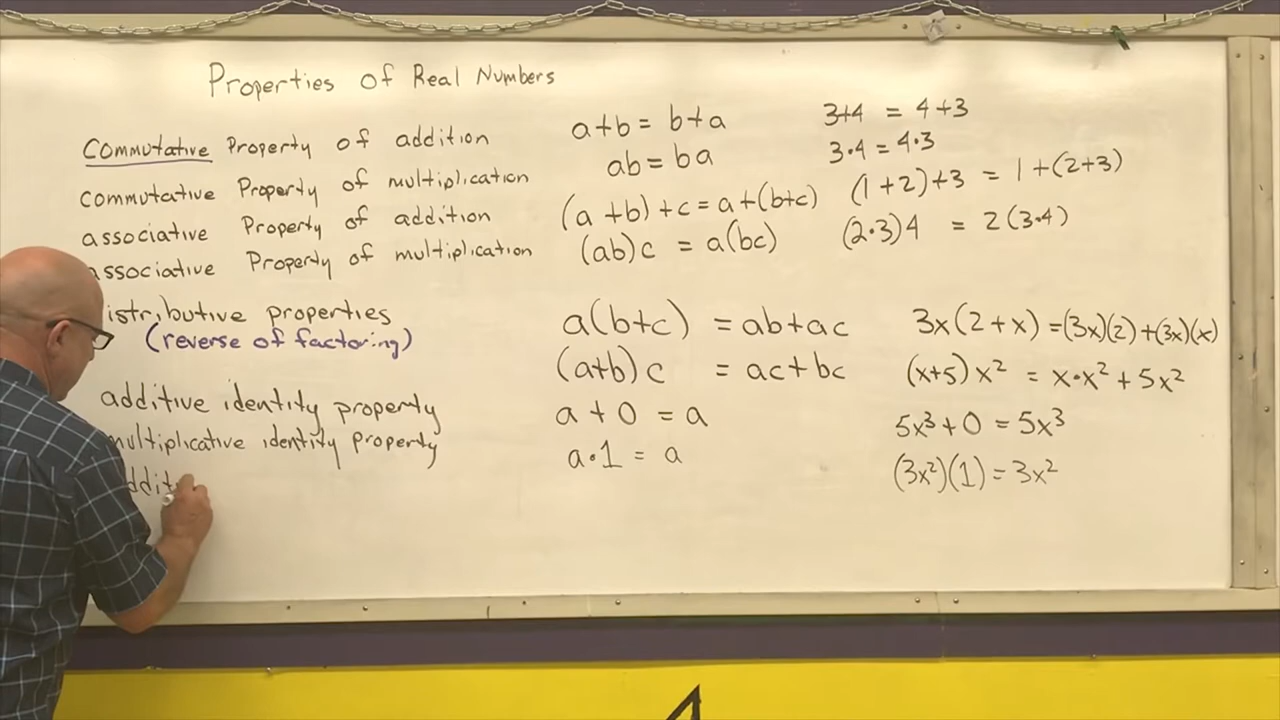 Properties of Real Numbers
Commutative Property of addition a+b = b+a 3+4 = 4+3
commutative Property of multiplication ab = ba 3·4 = 4·3
associative Property of addition (a+b)+c = a+(b+c) (1+2)+3 = 1+(2+3)
associative Property of multiplication (ab)c = a(bc) (2·3)4 = 2(3·4)
istributive properties a(b+c) = ab+ac 3x(2+x) = (3x)(2)+(3x)(x)
(reverse of factoring) (a+b)c = ac+bc (x+5)x² = x·x²+5x²
additive identity property a+0 = a 5x³+0 = 5x³
multiplicative identity property a·1 = a (3x²)(1) = 3x²